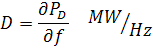 D = ∂P_D / ∂f MW/Hz